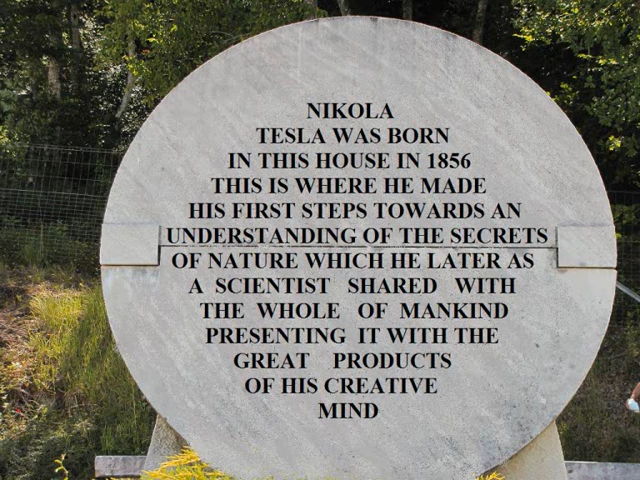 NIKOLA
TESLA WAS BORN
IN THIS HOUSE IN 1856
THIS IS WHERE HE MADE
HIS FIRST STEPS TOWARDS AN
UNDERSTANDING OF THE SECRETS
OF NATURE WHICH HE LATER AS
A SCIENTIST SHARED WITH
THE WHOLE OF MANKIND
PRESENTING IT WITH THE
GREAT PRODUCTS
OF HIS CREATIVE
MIND